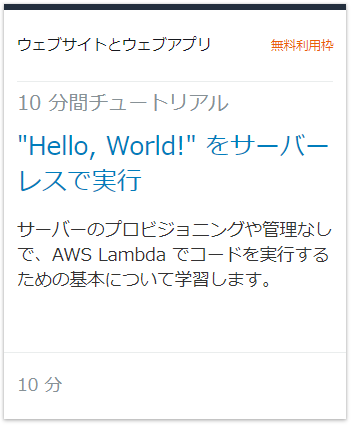 ウェブサイトとウェブアプリ
無料利用枠
10 分間チュートリアル
"Hello, World!" をサーバー
レスで実行
サーバーのプロビジョニングや管理なし
で、AWS Lambda でコードを実行する
ための基本について学習します。
10 分